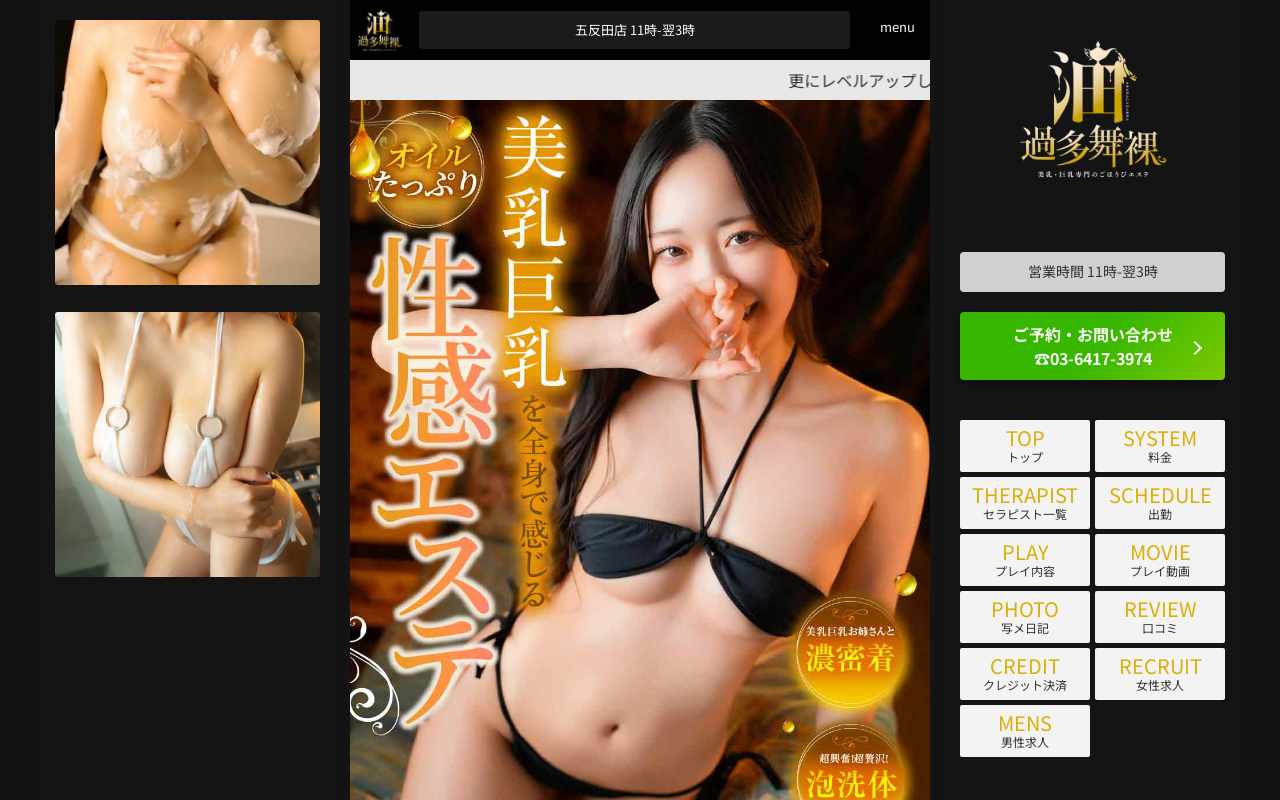 五反田店 11時-翌3時
menu
更にレベルアップし
オイル
たっぷり
美乳巨乳を全身で感じる
性感エステ
美乳巨乳お姉さんと
濃密着
超興奮!超贅沢!
泡洗体
油
過多舞裸
美乳・巨乳専門のごほうびエステ
営業時間 11時-翌3時
ご予約・お問い合わせ
☎03-6417-3974
TOP
トップ
SYSTEM
料金
THERAPIST
セラピスト一覧
SCHEDULE
出勤
PLAY
プレイ内容
MOVIE
プレイ動画
PHOTO
写メ日記
REVIEW
口コミ
CREDIT
クレジット決済
RECRUIT
女性求人
MENS
男性求人